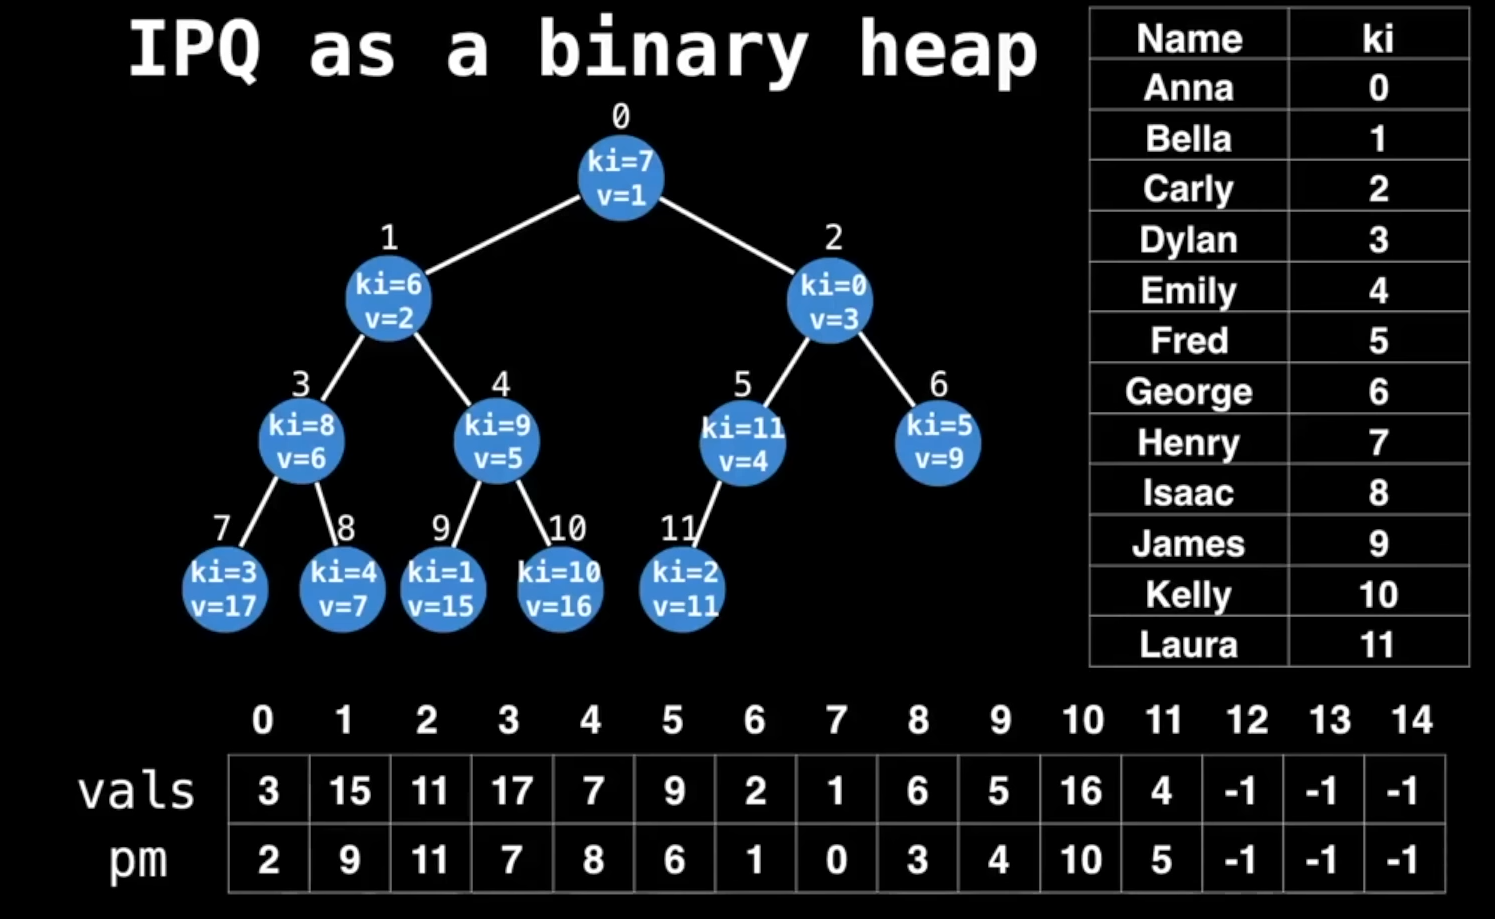 IPQ as a binary heap
0
ki=7
v=1
1
2
ki=6
v=2
ki=0
v=3
3
4
5
6
ki=8
v=6
ki=9
v=5
ki=11
v=4
ki=5
v=9
7
8
9
10
11
ki=3
v=17
ki=4
v=7
ki=1
v=15
ki=10
v=16
ki=2
v=11
Name ki
Anna 0
Bella 1
Carly 2
Dylan 3
Emily 4
Fred 5
George 6
Henry 7
Isaac 8
James 9
Kelly 10
Laura 11
0 1 2 3 4 5 6 7 8 9 10 11 12 13 14
vals 3 15 11 17 7 9 2 1 6 5 16 4 -1 -1 -1
pm 2 9 11 7 8 6 1 0 3 4 10 5 -1 -1 -1